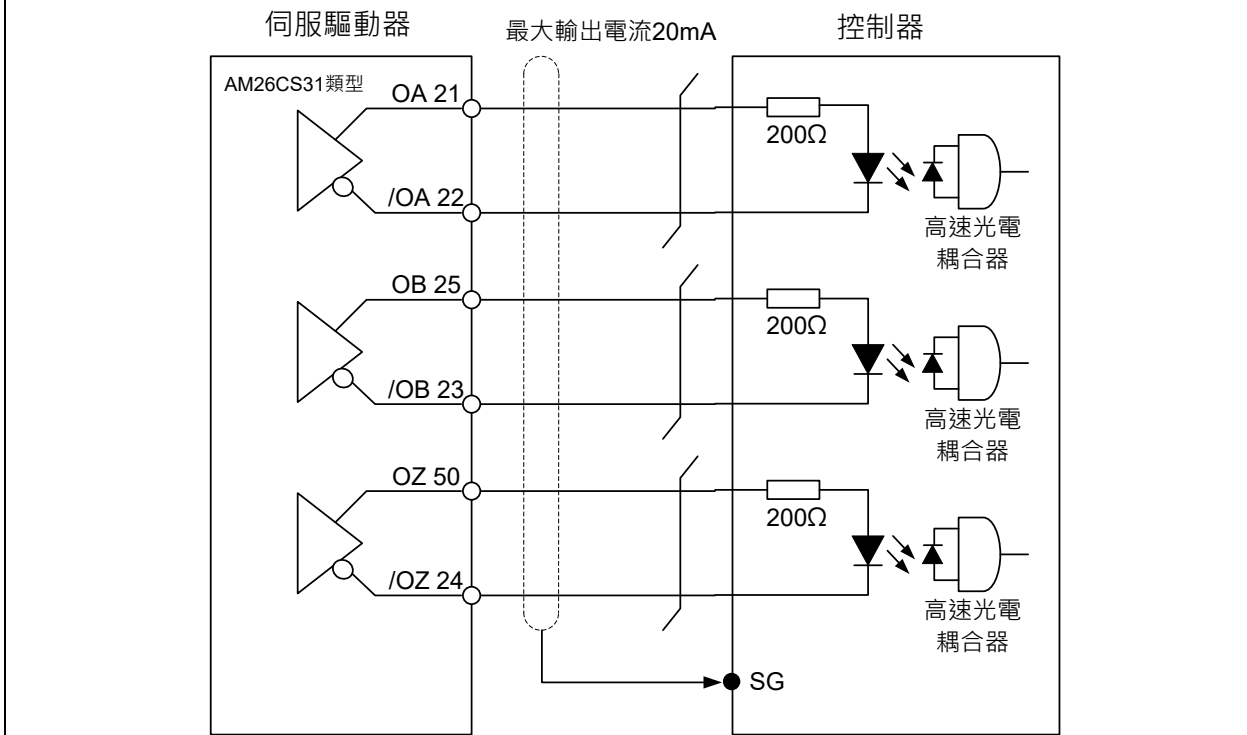 伺服驅動器
最大輸出電流20mA
控制器
AM26CS31類型
OA 21
200Ω
/OA 22
高速光電
耦合器
OB 25
200Ω
/OB 23
高速光電
耦合器
OZ 50
200Ω
/OZ 24
高速光電
耦合器
SG